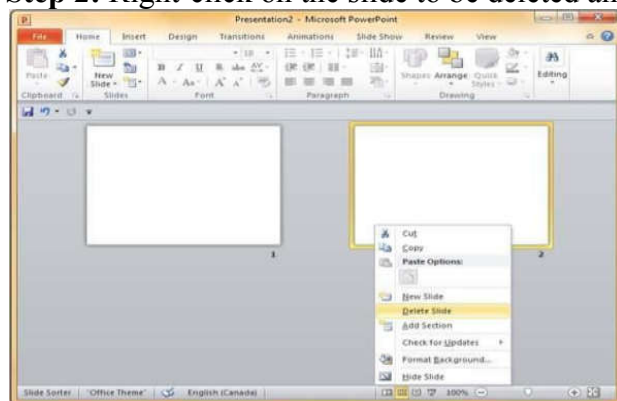 Step 2: Right-click on the slide to be deleted an
Presentation2 - Microsoft PowerPoint
File Home Insert Design Transitions Animations Slide Show Review View
Paste New Slide Shapes Arrange Quick Styles Editing
Clipboard Slides Font Paragraph Drawing
1
2
Cut
Copy
Paste Options:
New Slide
Delete Slide
Add Section
Check for Updates
Format Background...
Hide Slide
Slide Sorter "Office Theme" English (Canada) 100%